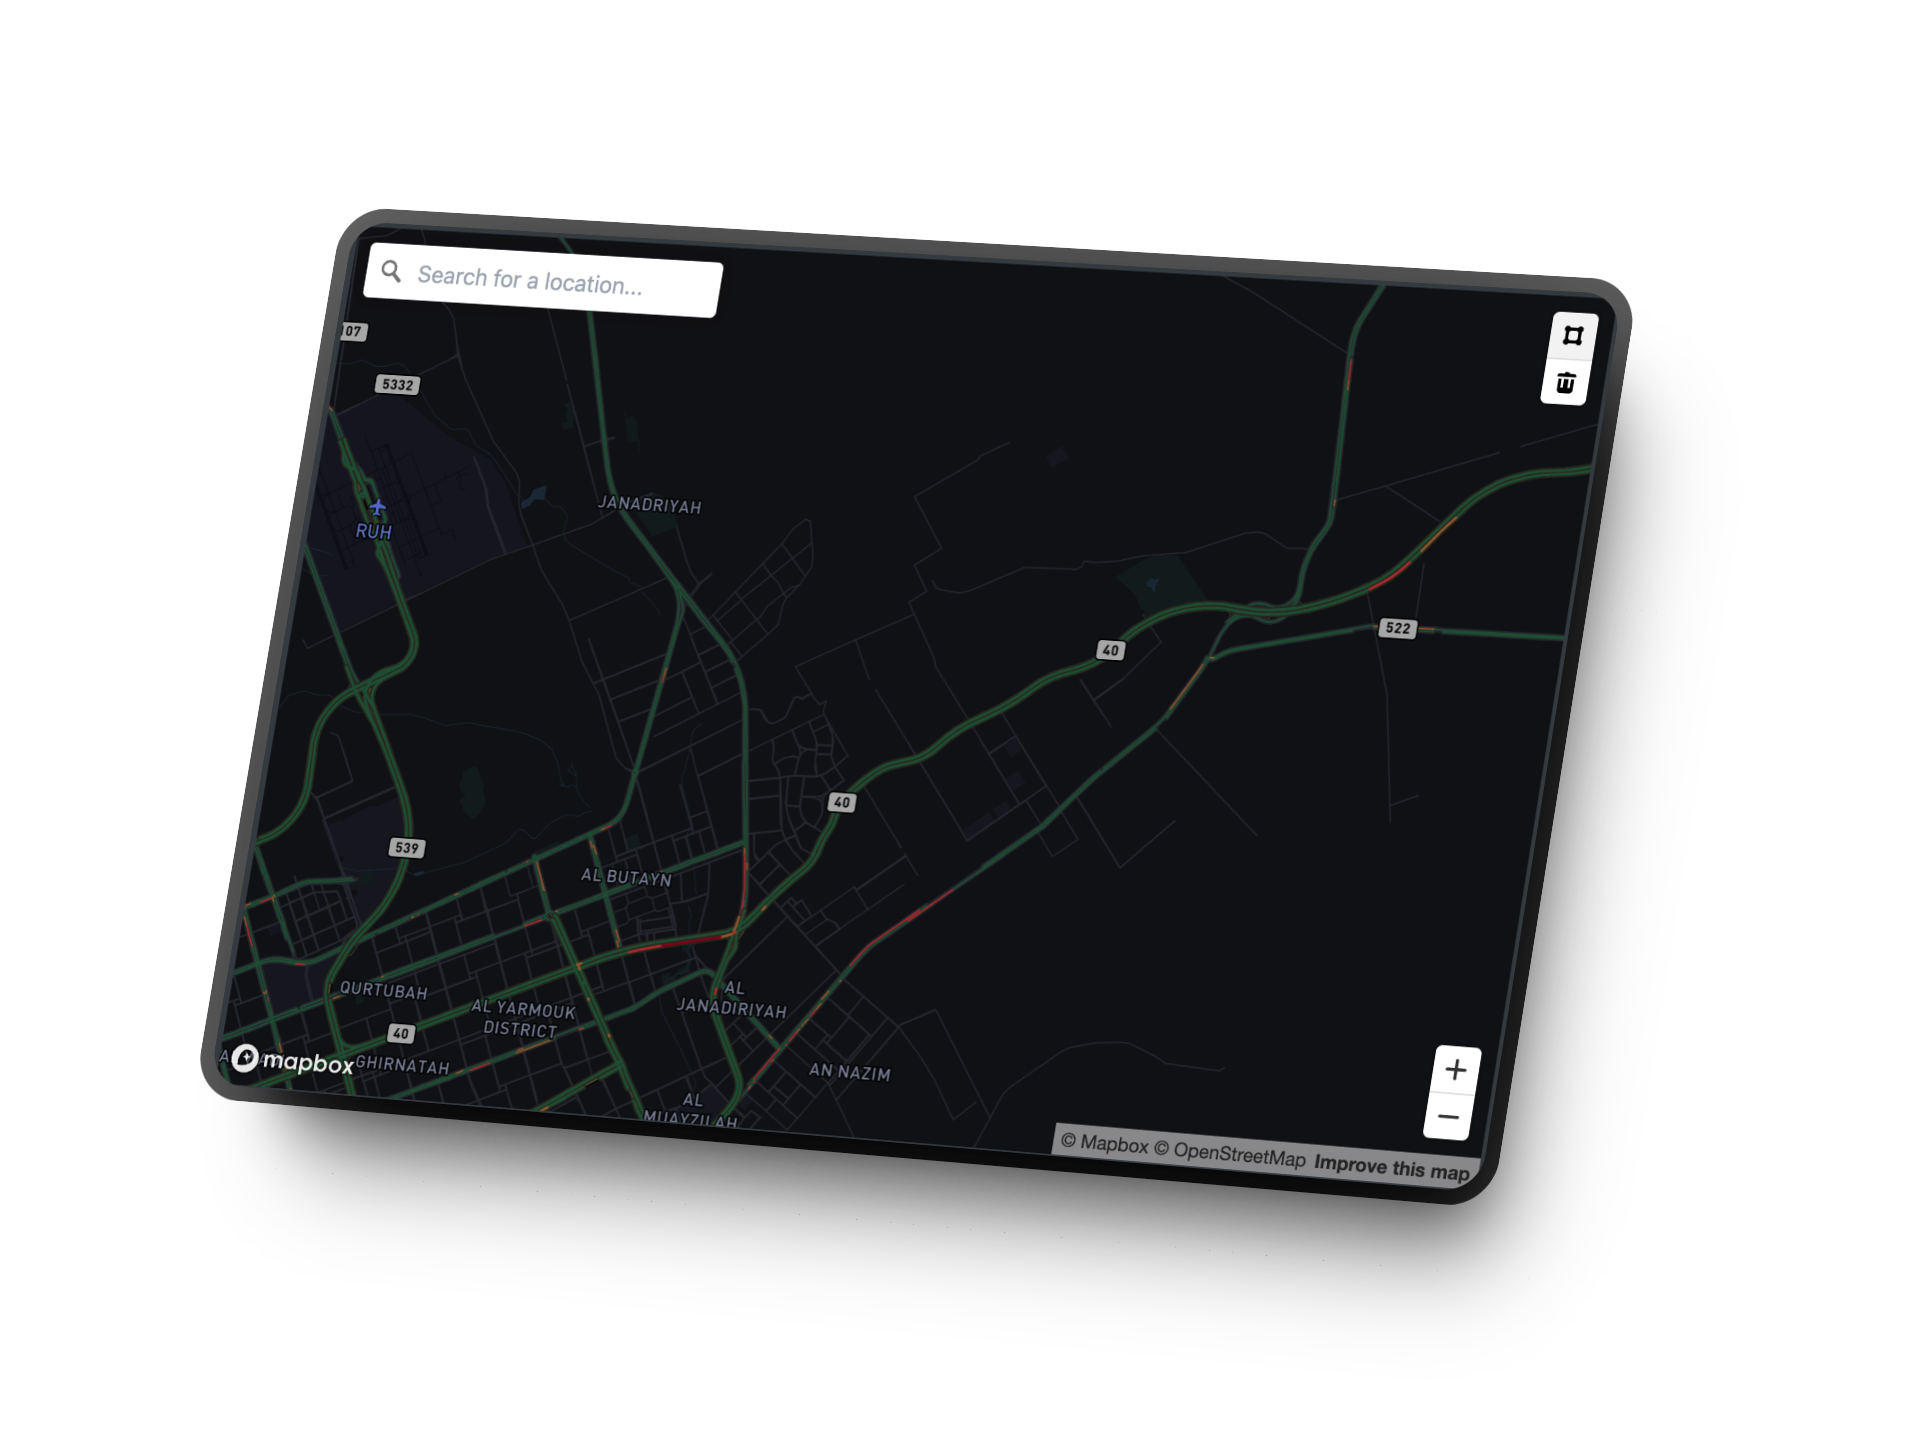 Search for a location...
107
5332
RUH
JANADRIYAH
522
40
40
539
AL BUTAYN
QURTUBAH
AL YARMOUK
DISTRICT
AL
JANADIRIYAH
40
mapbox
GHIRNATAH
AN NAZIM
AL
MUAYZILAH
© Mapbox © OpenStreetMap Improve this map